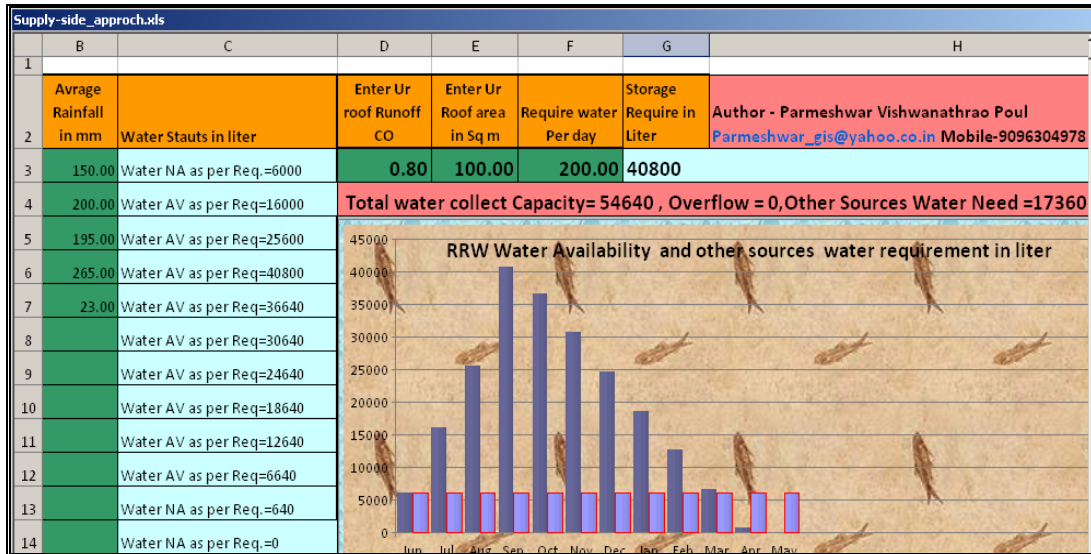 Supply-side_approch.xls
B C D E F G H
1
2
Avrage
Rainfall
in mm
Water Stauts in liter
Enter Ur
roof Runoff
CO
Enter Ur
Roof area
in Sq m
Require water
Per day
Storage
Require in
Liter
Author - Parmeshwar Vishwanathrao Poul
Parmeshwar_gis@yahoo.co.in Mobile-9096304978
3 150.00 Water NA as per Req.=6000 0.80 100.00 200.00 40800
4 200.00 Water AV as per Req=16000 Total water collect Capacity= 54640 , Overflow = 0,Other Sources Water Need =17360
5 195.00 Water AV as per Req=25600
6 265.00 Water AV as per Req=40800
7 23.00 Water AV as per Req=36640
8 Water AV as per Req=30640
9 Water AV as per Req=24640
10 Water AV as per Req=18640
11 Water AV as per Req=12640
12 Water AV as per Req=6640
13 Water NA as per Req.=640
14 Water NA as per Req.=0
RRW Water Availability and other sources water requirement in liter
45000
40000
35000
30000
25000
20000
15000
10000
5000
0
Jun Jul Aug Sep Oct Nov Dec Jan Feb Mar Apr May